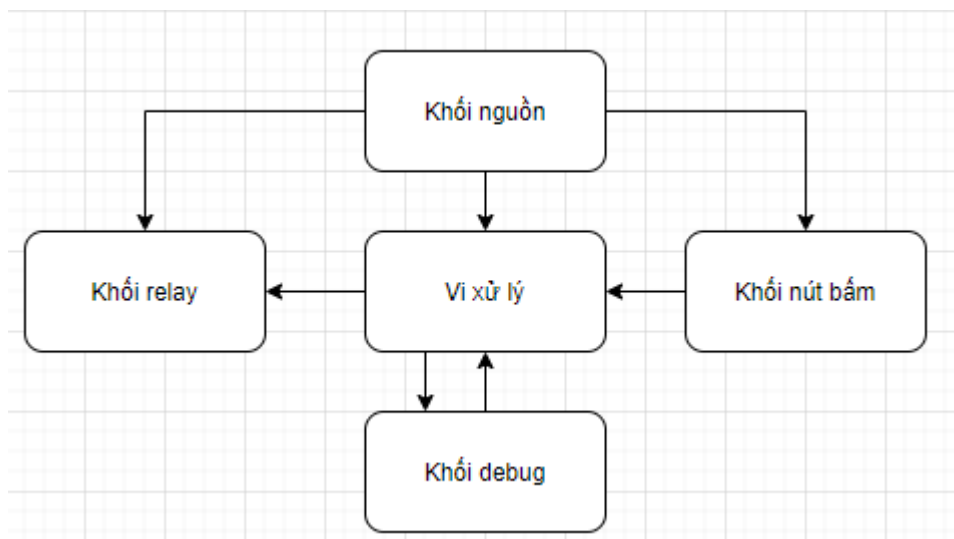 Khối nguồn
Khối relay
Vi xử lý
Khối nút bấm
Khối debug